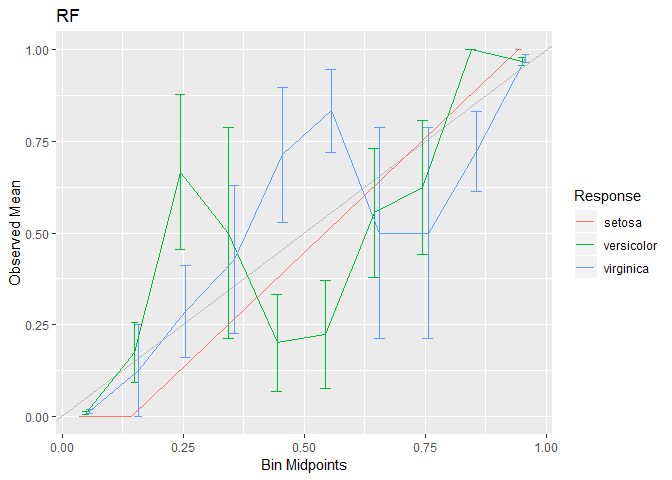 RF
1.00
0.75
0.50
0.25
0.00
Observed Mean
0.00 0.25 0.50 0.75 1.00
Bin Midpoints
Response
setosa
versicolor
virginica